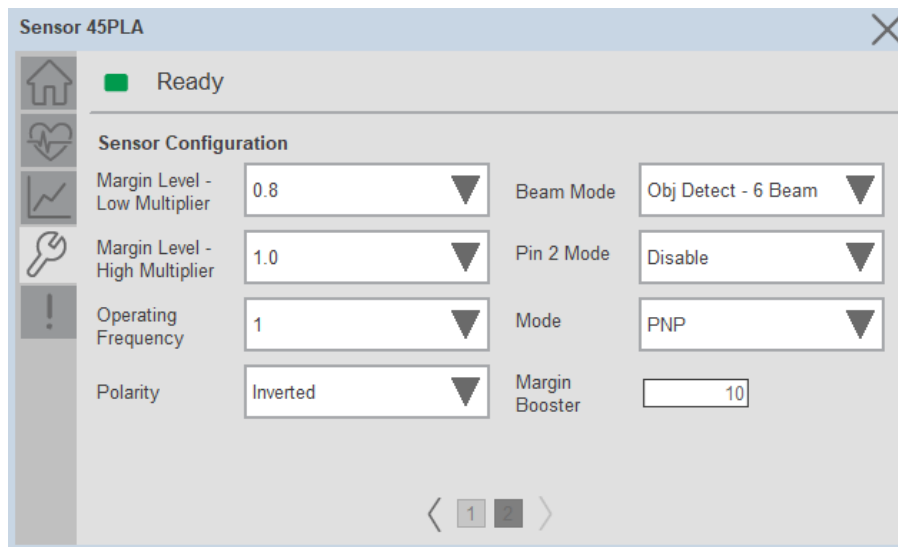 Sensor 45PLA
Ready
Sensor Configuration
Margin Level -
Low Multiplier
0.8
Beam Mode
Obj Detect - 6 Beam
Margin Level -
High Multiplier
1.0
Pin 2 Mode
Disable
Operating
Frequency
1
Mode
PNP
Polarity
Inverted
Margin
Booster
10
1
2